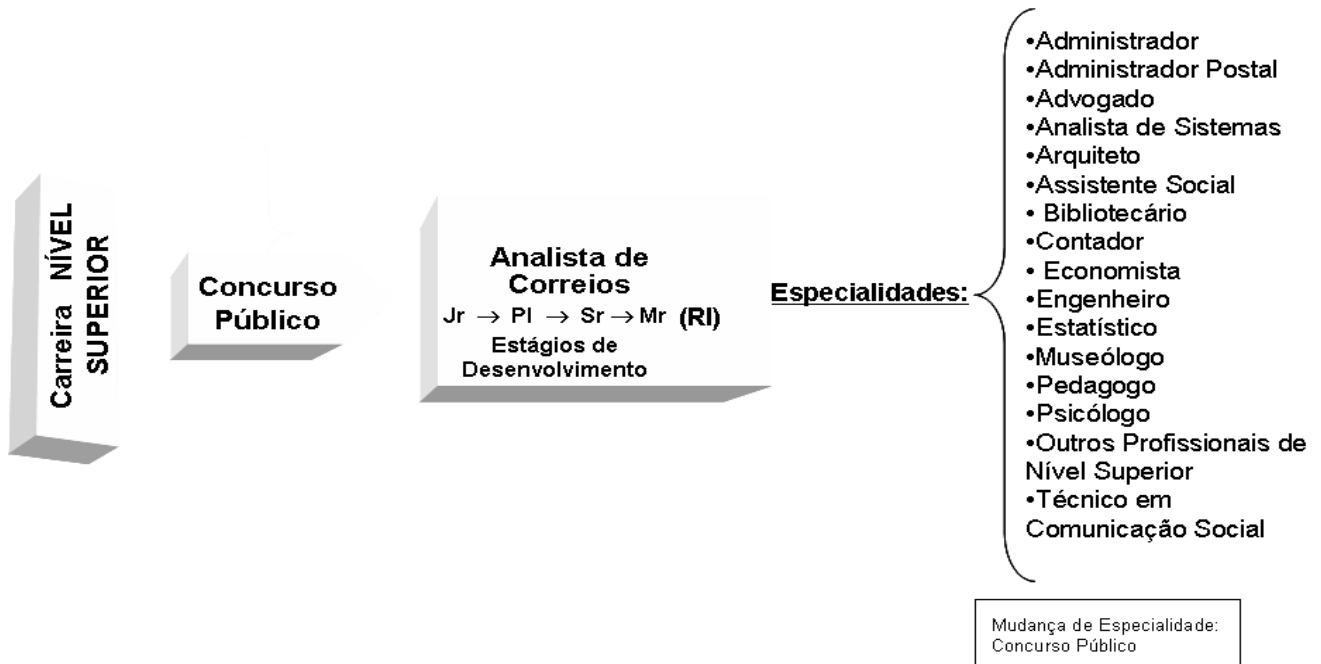 Carreira NÍVEL
SUPERIOR
Concurso
Público
Analista de
Correios
Jr → Pl → Sr → Mr (RI)
Estágios de
Desenvolvimento
Especialidades:
•Administrador
•Administrador Postal
•Advogado
•Analista de Sistemas
•Arquiteto
•Assistente Social
• Bibliotecário
•Contador
• Economista
•Engenheiro
•Estatístico
•Museólogo
•Pedagogo
•Psicólogo
•Outros Profissionais de
Nível Superior
•Técnico em
Comunicação Social
Mudança de Especialidade:
Concurso Público